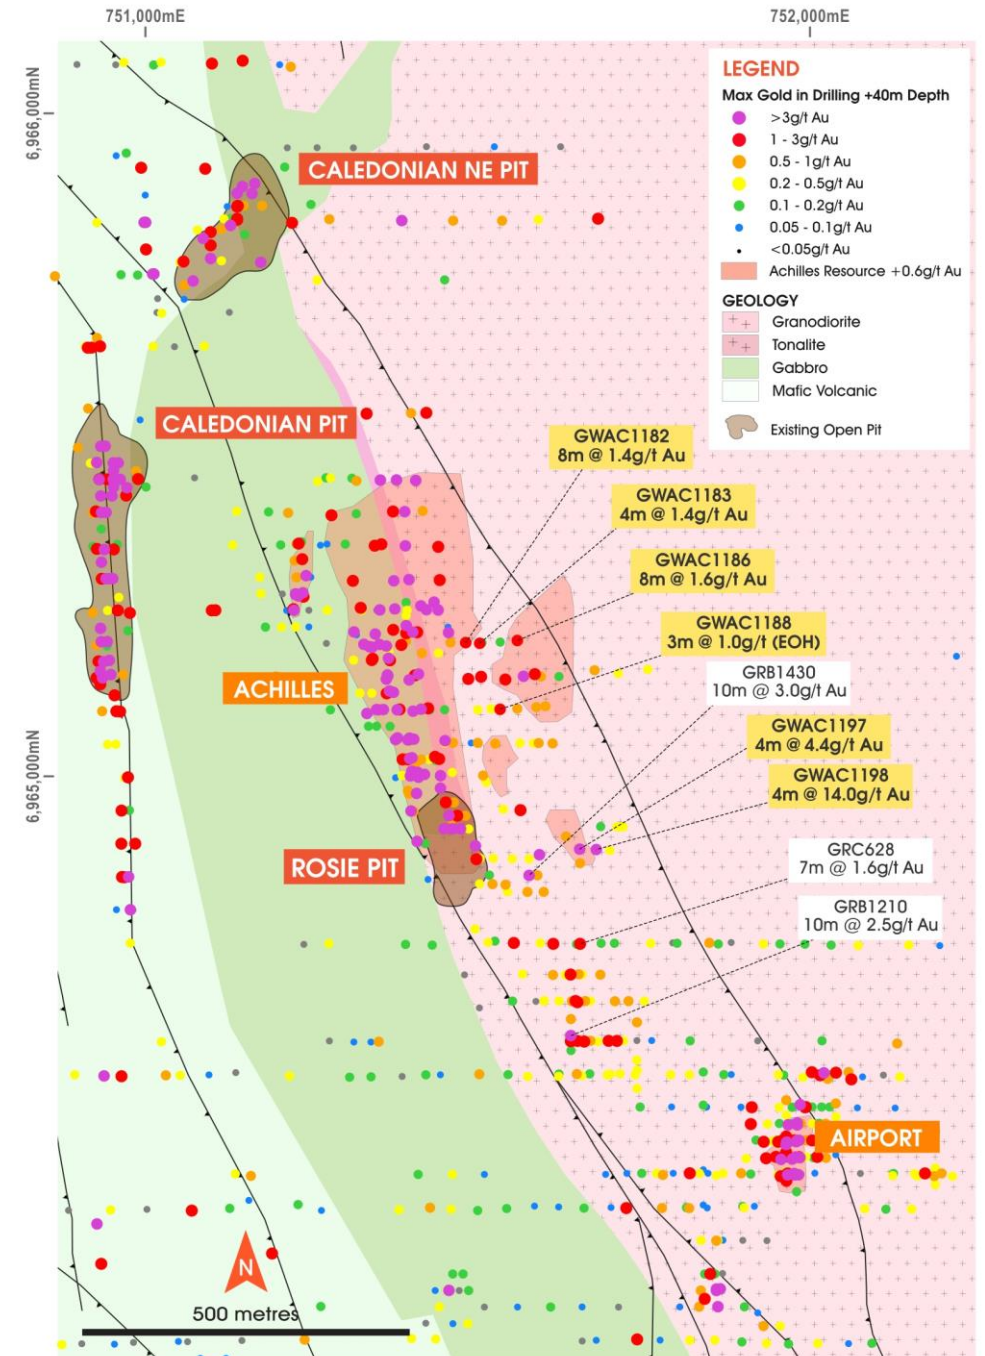 751,000mE
752,000mE
6,966,000mN
6,965,000mN
LEGEND
Max Gold in Drilling +40m Depth
>3g/t Au
1 - 3g/t Au
0.5 - 1g/t Au
0.2 - 0.5g/t Au
0.1 - 0.2g/t Au
0.05 - 0.1g/t Au
<0.05g/t Au
Achilles Resource +0.6g/t Au
GEOLOGY
Granodiorite
Tonalite
Gabbro
Mafic Volcanic
Existing Open Pit
CALEDONIAN NE PIT
CALEDONIAN PIT
GWAC1182
8m @ 1.4g/t Au
GWAC1183
4m @ 1.4g/t Au
GWAC1186
8m @ 1.6g/t Au
GWAC1188
3m @ 1.0g/t (EOH)
ACHILLES
GRB1430
10m @ 3.0g/t Au
GWAC1197
4m @ 4.4g/t Au
GWAC1198
4m @ 14.0g/t Au
ROSIE PIT
GRC628
7m @ 1.6g/t Au
GRB1210
10m @ 2.5g/t Au
AIRPORT
N
500 metres